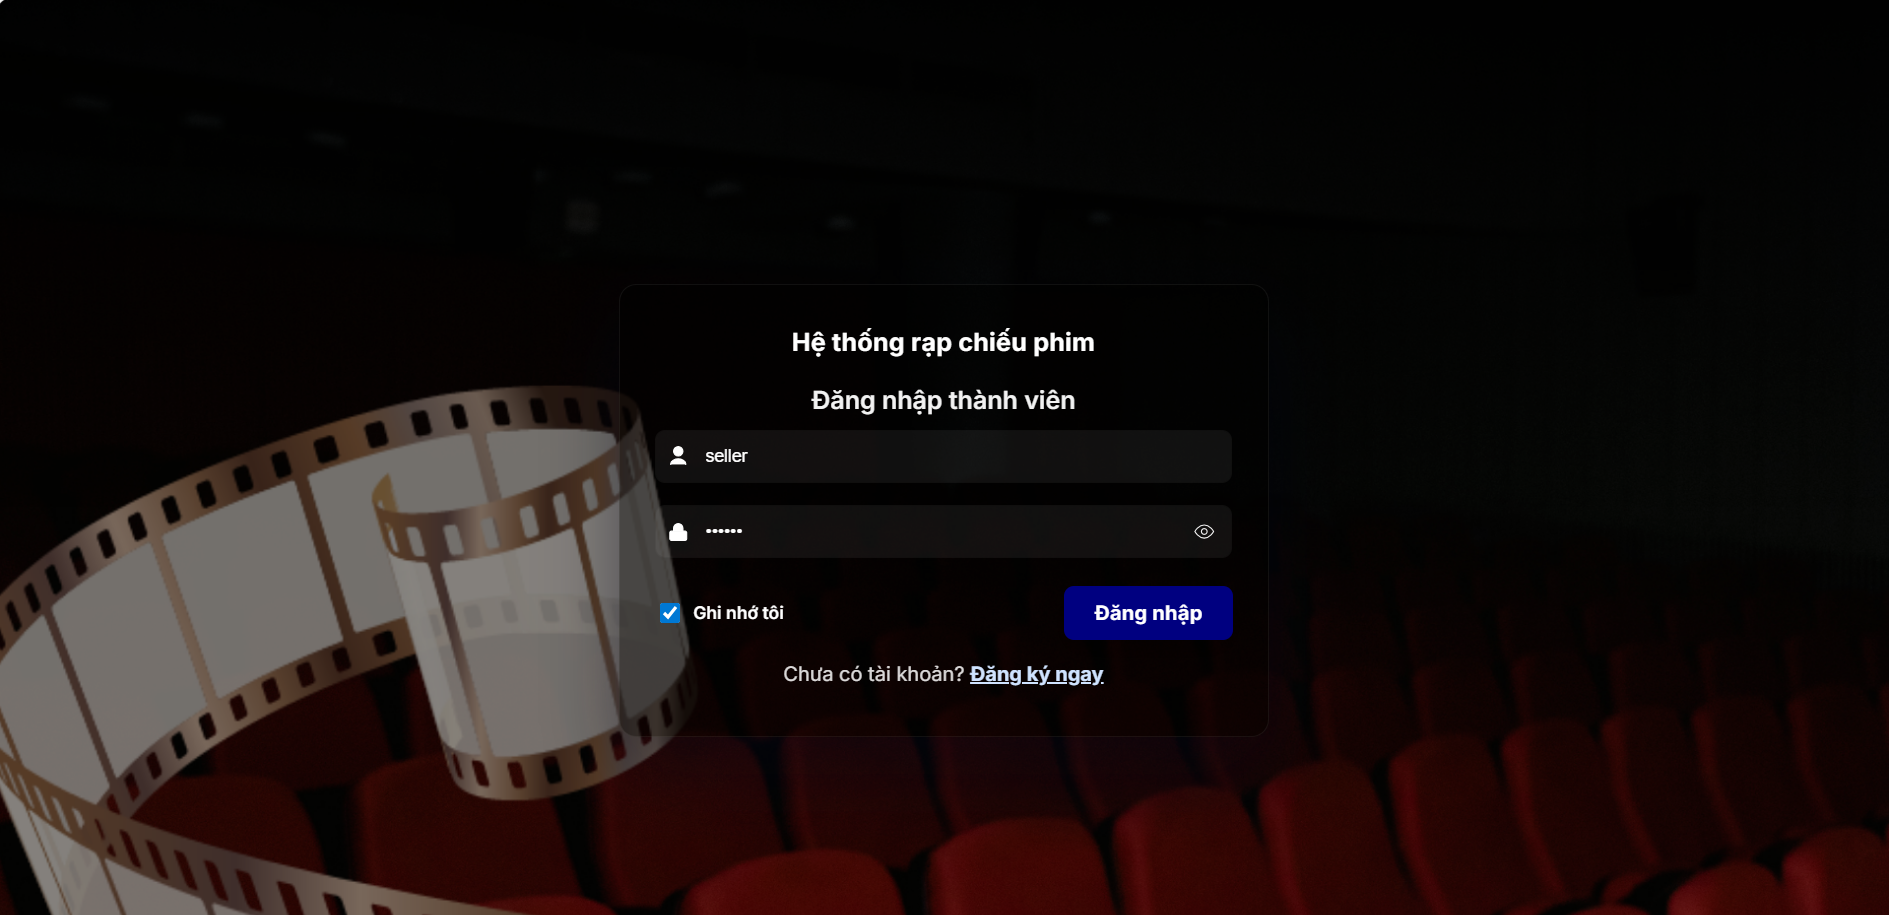 Hệ thống rạp chiếu phim
Đăng nhập thành viên
seller
••••••
Ghi nhớ tôi
Đăng nhập
Chưa có tài khoản? Đăng ký ngay